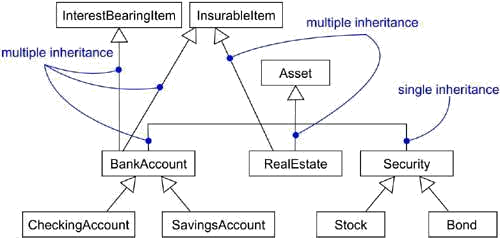 InterestBearingItem
InsurableItem
multiple inheritance
multiple inheritance
Asset
single inheritance
BankAccount
RealEstate
Security
CheckingAccount
SavingsAccount
Stock
Bond